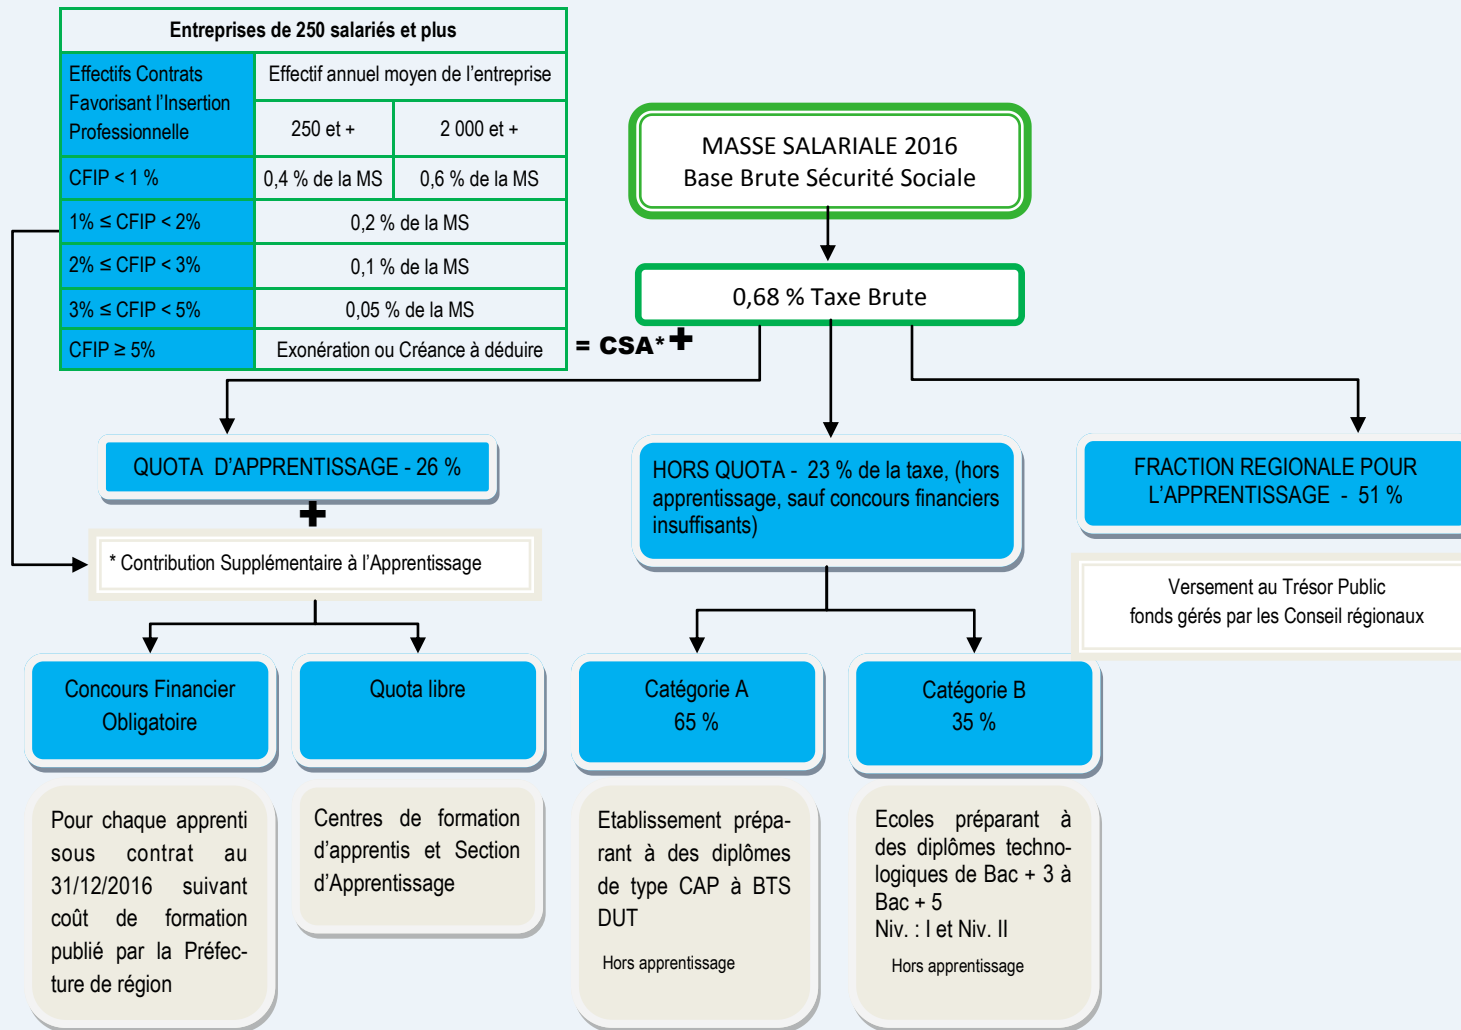 Entreprises de 250 salariés et plus
Effectifs Contrats
Favorisant l'Insertion
Professionnelle
Effectif annuel moyen de l'entreprise
250 et +
2 000 et +
CFIP < 1 %
0,4 % de la MS
0,6 % de la MS
1% ≤ CFIP < 2%
0,2 % de la MS
2% ≤ CFIP < 3%
0,1 % de la MS
3% ≤ CFIP < 5%
0,05 % de la MS
CFIP ≥ 5%
Exonération ou Créance à déduire
= CSA* +
MASSE SALARIALE 2016
Base Brute Sécurité Sociale
0,68 % Taxe Brute
QUOTA D'APPRENTISSAGE - 26 %
+
* Contribution Supplémentaire à l'Apprentissage
HORS QUOTA - 23 % de la taxe, (hors
apprentissage, sauf concours financiers
insuffisants)
FRACTION REGIONALE POUR
L'APPRENTISSAGE - 51 %
Versement au Trésor Public
fonds gérés par les Conseil régionaux
Concours Financier
Obligatoire
Quota libre
Catégorie A
65 %
Catégorie B
35 %
Pour chaque apprenti
sous contrat au
31/12/2016 suivant
coût de formation
publié par la Préfec-
ture de région
Centres de formation
d'apprentis et Section
d'Apprentissage
Etablissement prépa-
rant à des diplômes
de type CAP à BTS
DUT
Hors apprentissage
Ecoles préparant à
des diplômes techno-
logiques de Bac + 3 à
Bac + 5
Niv. : I et Niv. II
Hors apprentissage